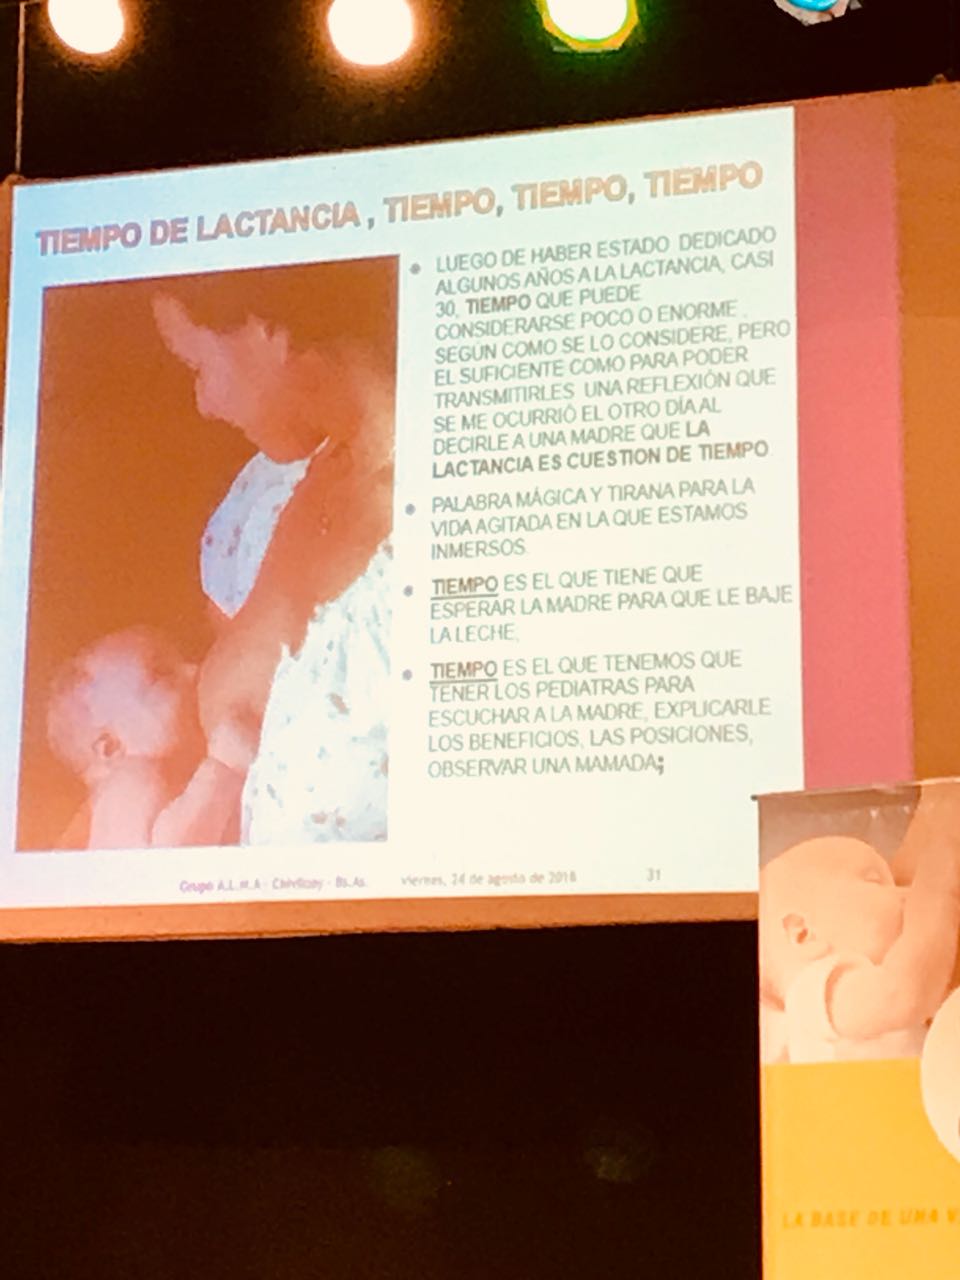 TIEMPO DE LACTANCIA , TIEMPO, TIEMPO, TIEMPO
LUEGO DE HABER ESTADO DEDICADO
ALGUNOS AÑOS A LA LACTANCIA, CASI
30, TIEMPO QUE PUEDE
CONSIDERARSE POCO O ENORME ,
SEGÚN COMO SE LO CONSIDERE, PERO
EL SUFICIENTE COMO PARA PODER
TRANSMITIRLES UNA REFLEXIÓN QUE
SE ME OCURRIÓ EL OTRO DÍA AL
DECIRLE A UNA MADRE QUE LA
LACTANCIA ES CUESTION DE TIEMPO.
PALABRA MÁGICA Y TIRANA PARA LA
VIDA AGITADA EN LA QUE ESTAMOS
INMERSOS.
TIEMPO ES EL QUE TIENE QUE
ESPERAR LA MADRE PARA QUE LE BAJE
LA LECHE,
TIEMPO ES EL QUE TENEMOS QUE
TENER LOS PEDIATRAS PARA
ESCUCHAR A LA MADRE, EXPLICARLE
LOS BENEFICIOS, LAS POSICIONES,
OBSERVAR UNA MAMADA;
Grupo A.L.M.A - Chivilcoy - Bs.As. viernes, 24 de agosto de 2018 31
LA BASE DE UNA